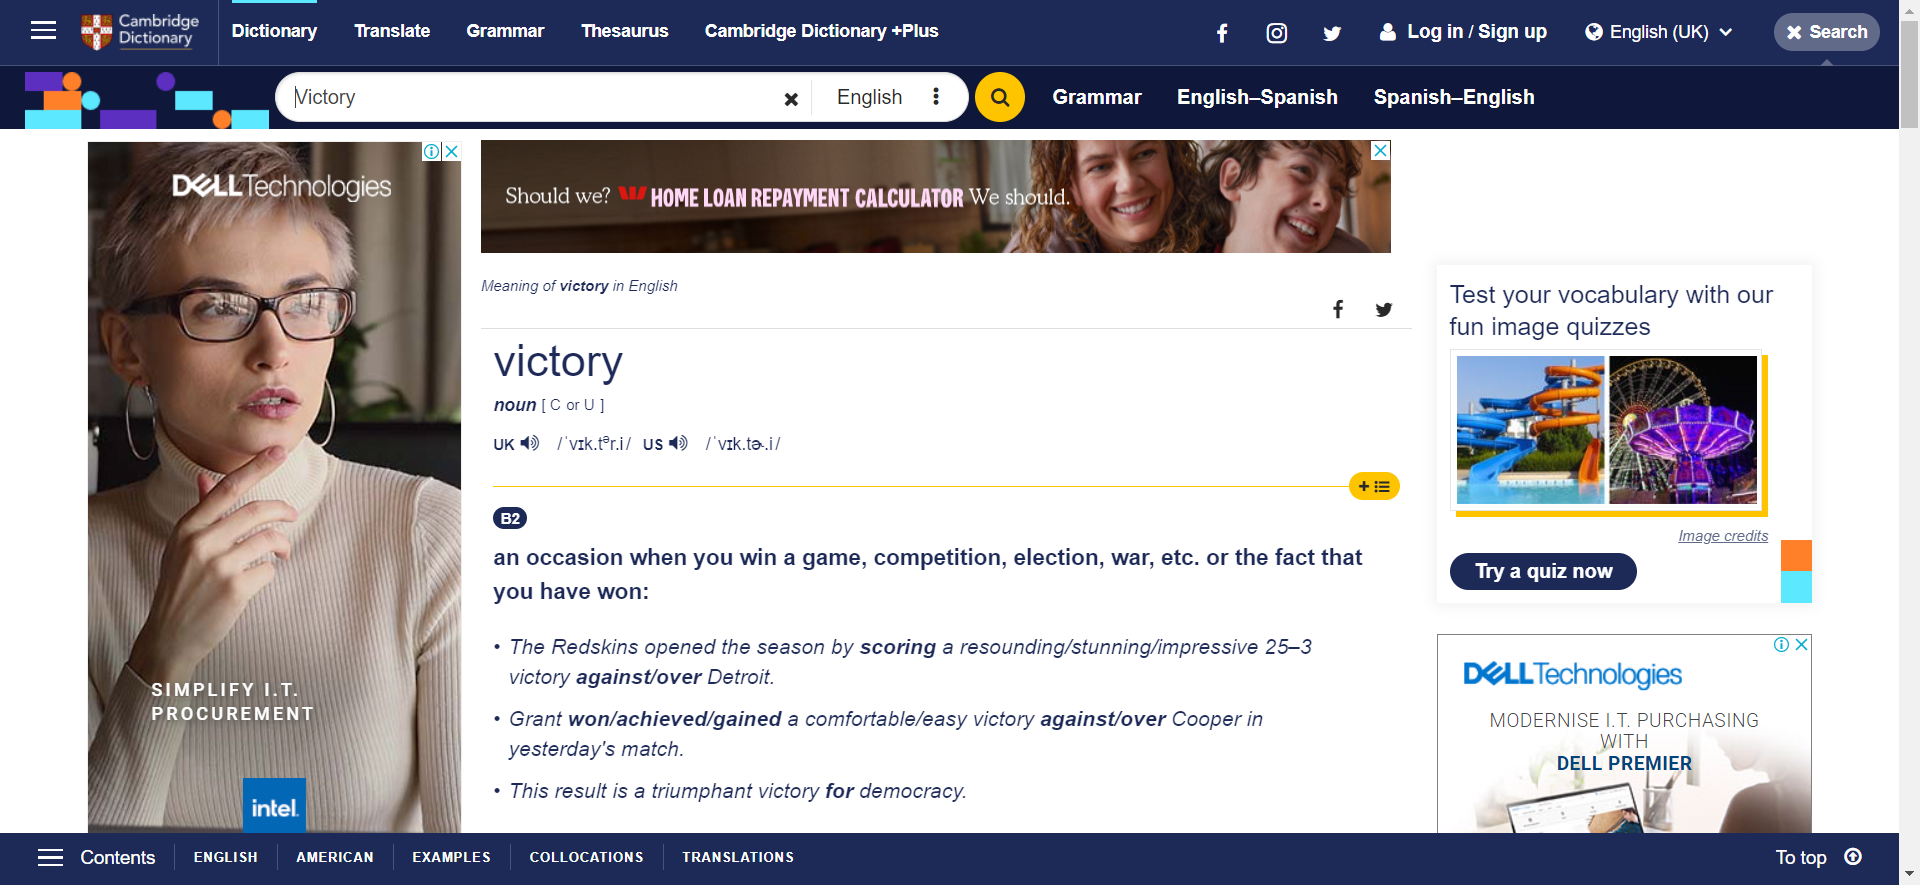 Cambridge
Dictionary
Dictionary
Translate
Grammar
Thesaurus
Cambridge Dictionary +Plus
Log in / Sign up
English (UK)
Search
Victory
English
Grammar
English–Spanish
Spanish–English
DELLTechnologies
SIMPLIFY I.T.
PROCUREMENT
intel.
Should we? HOME LOAN REPAYMENT CALCULATOR We should.
Meaning of victory in English
victory
noun [ C or U ]
UK /ˈvɪk.tᵊr.i/ US /ˈvɪk.tɚ.i/
B2
an occasion when you win a game, competition, election, war, etc. or the fact that
you have won:
• The Redskins opened the season by scoring a resounding/stunning/impressive 25–3
victory against/over Detroit.
• Grant won/achieved/gained a comfortable/easy victory against/over Cooper in
yesterday's match.
• This result is a triumphant victory for democracy.
Test your vocabulary with our
fun image quizzes
Image credits
Try a quiz now
DELLTechnologies
MODERNISE I.T. PURCHASING
WITH
DELL PREMIER
Contents
ENGLISH
AMERICAN
EXAMPLES
COLLOCATIONS
TRANSLATIONS
To top